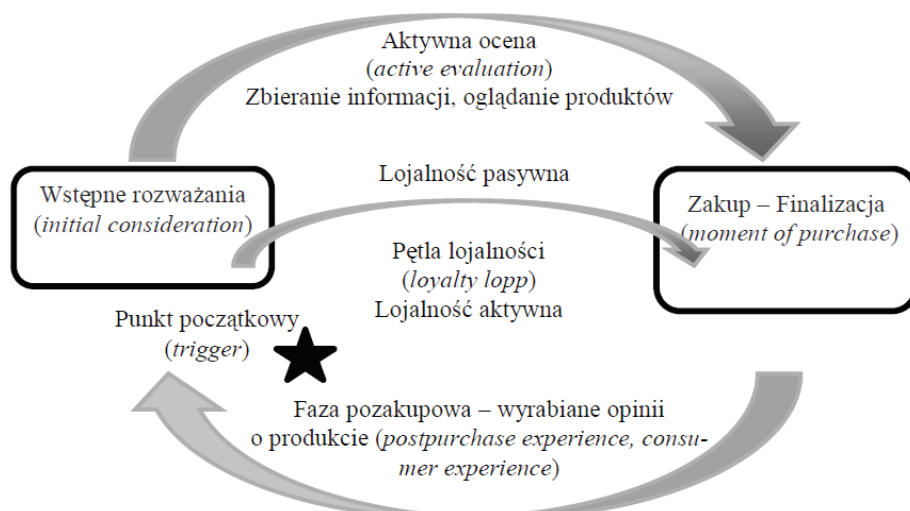 Aktywna ocena
(active evaluation)
Zbieranie informacji, oglądanie produktów
Wstępne rozważania
(initial consideration)
Lojalność pasywna
Zakup – Finalizacja
(moment of purchase)
Pętla lojalności
(loyalty lopp)
Lojalność aktywna
Punkt początkowy
(trigger)
Faza pozakupowa – wyrabiane opinii
o produkcie (postpurchase experience, consu-
mer experience)